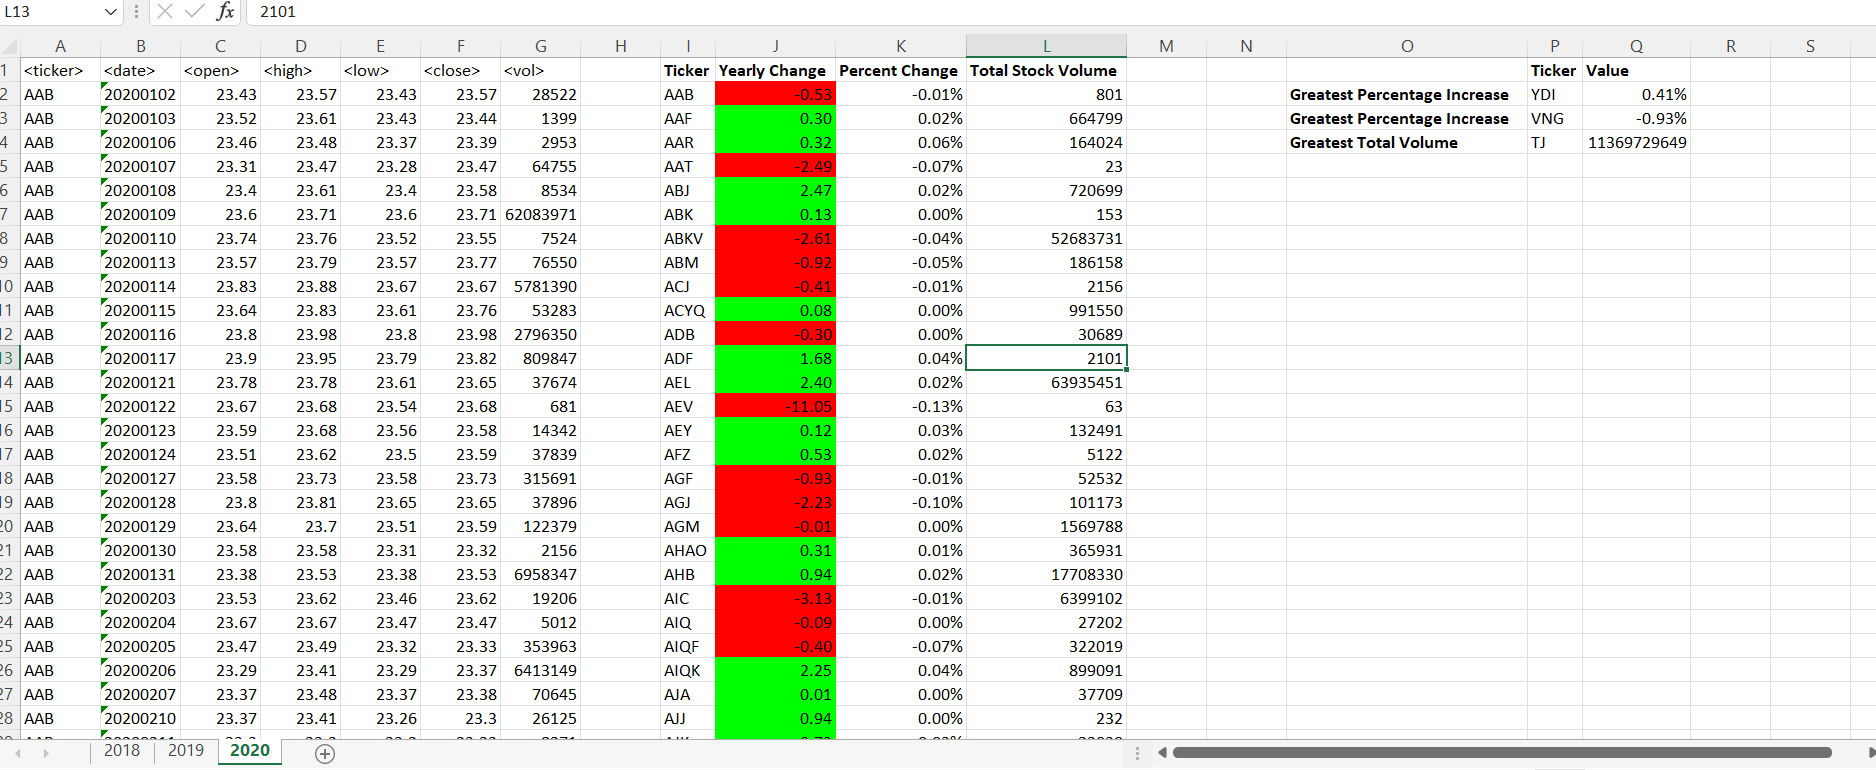 L13 fx 2101
A B C D E F G H I J K L M N O P Q R S
1 <ticker> <date> <open> <high> <low> <close> <vol> Ticker Yearly Change Percent Change Total Stock Volume Ticker Value
2 AAB 20200102 23.43 23.57 23.43 23.57 28522 AAB -0.53 -0.01% 801 Greatest Percentage Increase YDI 0.41%
3 AAB 20200103 23.52 23.61 23.43 23.44 1399 AAF 0.30 0.02% 664799 Greatest Percentage Increase VNG -0.93%
4 AAB 20200106 23.46 23.48 23.37 23.39 2953 AAR 0.32 0.06% 164024 Greatest Total Volume TJ 11369729649
5 AAB 20200107 23.31 23.47 23.28 23.47 64755 AAT -2.49 -0.07% 23
6 AAB 20200108 23.4 23.61 23.4 23.58 8534 ABJ 2.47 0.02% 720699
7 AAB 20200109 23.6 23.71 23.6 23.71 62083971 ABK 0.13 0.00% 153
8 AAB 20200110 23.74 23.76 23.52 23.55 7524 ABKV -2.61 -0.04% 52683731
9 AAB 20200113 23.57 23.79 23.57 23.77 76550 ABM -0.92 -0.05% 186158
10 AAB 20200114 23.83 23.88 23.67 23.67 5781390 ACJ -0.41 -0.01% 2156
11 AAB 20200115 23.64 23.83 23.61 23.76 53283 ACYQ 0.08 0.00% 991550
12 AAB 20200116 23.8 23.98 23.8 23.98 2796350 ADB -0.30 0.00% 30689
13 AAB 20200117 23.9 23.95 23.79 23.82 809847 ADF 1.68 0.04% 2101
14 AAB 20200121 23.78 23.78 23.61 23.65 37674 AEL 2.40 0.02% 63935451
15 AAB 20200122 23.67 23.68 23.54 23.68 681 AEV -11.05 -0.13% 63
16 AAB 20200123 23.59 23.68 23.56 23.58 14342 AEY 0.12 0.03% 132491
17 AAB 20200124 23.51 23.62 23.5 23.59 37839 AFZ 0.53 0.02% 5122
18 AAB 20200127 23.58 23.73 23.58 23.73 315691 AGF -0.93 -0.01% 52532
19 AAB 20200128 23.8 23.81 23.65 23.65 37896 AGJ -2.23 -0.10% 101173
20 AAB 20200129 23.64 23.7 23.51 23.59 122379 AGM -0.01 0.00% 1569788
21 AAB 20200130 23.58 23.58 23.31 23.32 2156 AHAO 0.31 0.01% 365931
22 AAB 20200131 23.38 23.53 23.38 23.53 6958347 AHB 0.94 0.02% 17708330
23 AAB 20200203 23.53 23.62 23.46 23.62 19206 AIC -3.13 -0.01% 6399102
24 AAB 20200204 23.67 23.67 23.47 23.47 5012 AIQ -0.09 0.00% 27202
25 AAB 20200205 23.47 23.49 23.32 23.33 353963 AIQF -0.40 -0.07% 322019
26 AAB 20200206 23.29 23.41 23.29 23.37 6413149 AIQK 2.25 0.04% 899091
27 AAB 20200207 23.37 23.48 23.37 23.38 70645 AJA 0.01 0.00% 37709
28 AAB 20200210 23.37 23.41 23.26 23.3 26125 AJJ 0.94 0.00% 232
2018 2019 2020